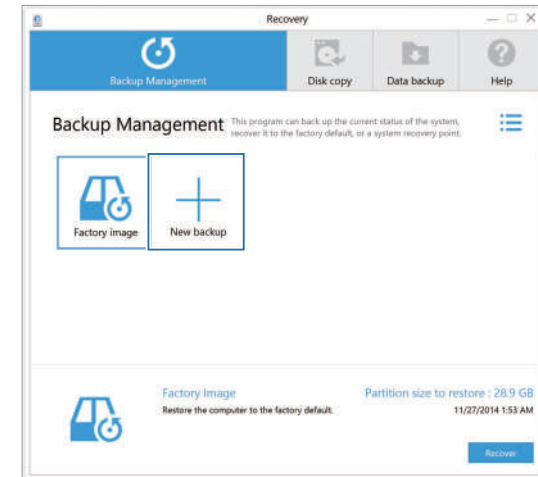 Recovery
Backup Management
Disk copy
Data backup
Help
Backup Management
This program can back up the current status of the system,
recover it to the factory default, or a system recovery point.
Factory image
New backup
Factory Image
Partition size to restore : 28.9 GB
Restore the computer to the factory default.
11/27/2014 1:53 AM
Recover